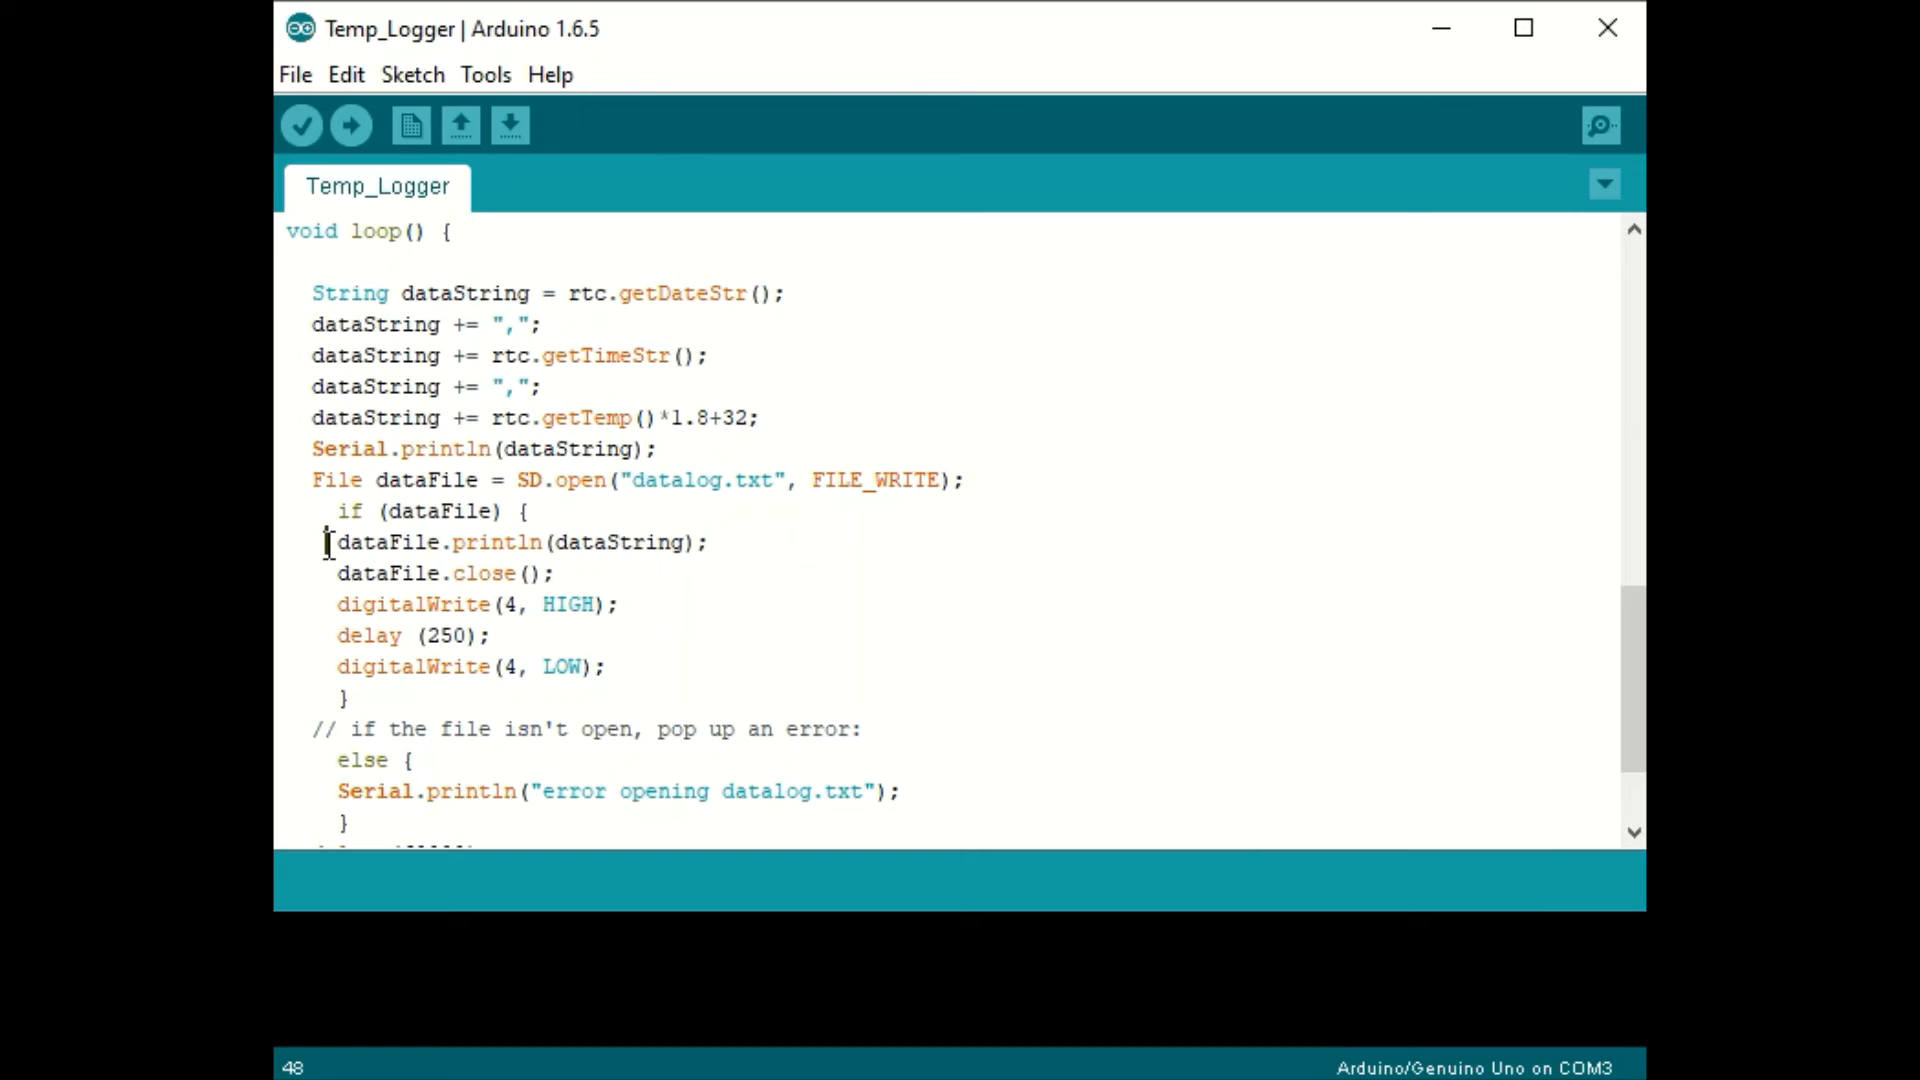 Temp_Logger | Arduino 1.6.5
File Edit Sketch Tools Help
Temp_Logger
void loop() {
String dataString = rtc.getDateStr();
dataString += ",";
dataString += rtc.getTimeStr();
dataString += ",";
dataString += rtc.getTemp()*1.8+32;
Serial.println(dataString);
File dataFile = SD.open("datalog.txt", FILE_WRITE);
if (dataFile) {
dataFile.println(dataString);
dataFile.close();
digitalWrite(4, HIGH);
delay (250);
digitalWrite(4, LOW);
}
// if the file isn't open, pop up an error:
else {
Serial.println("error opening datalog.txt");
}
48
Arduino/Genuino Uno on COM3